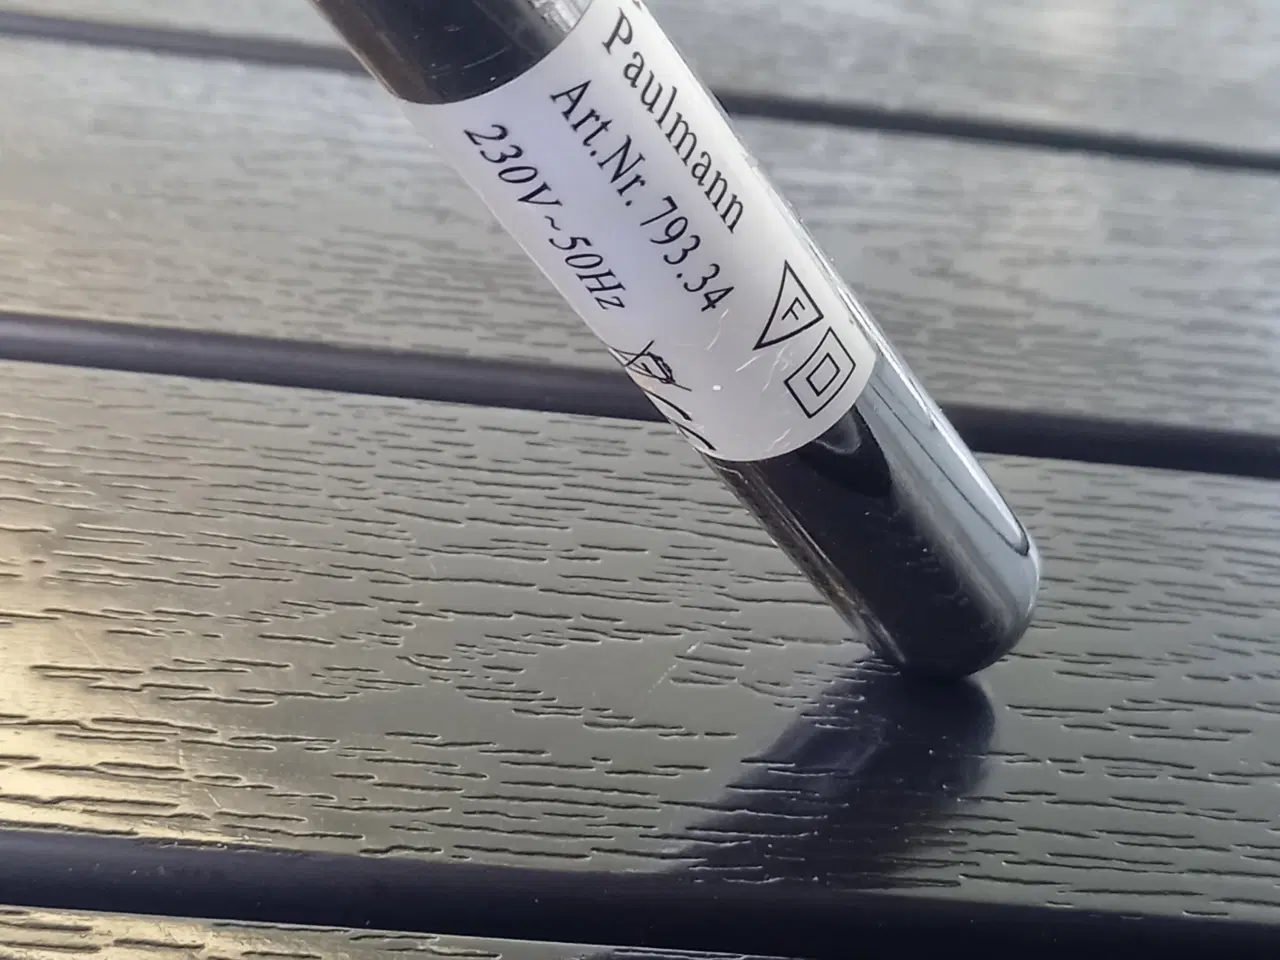 Paulmann
Art.Nr. 793.34
230V~50Hz
F